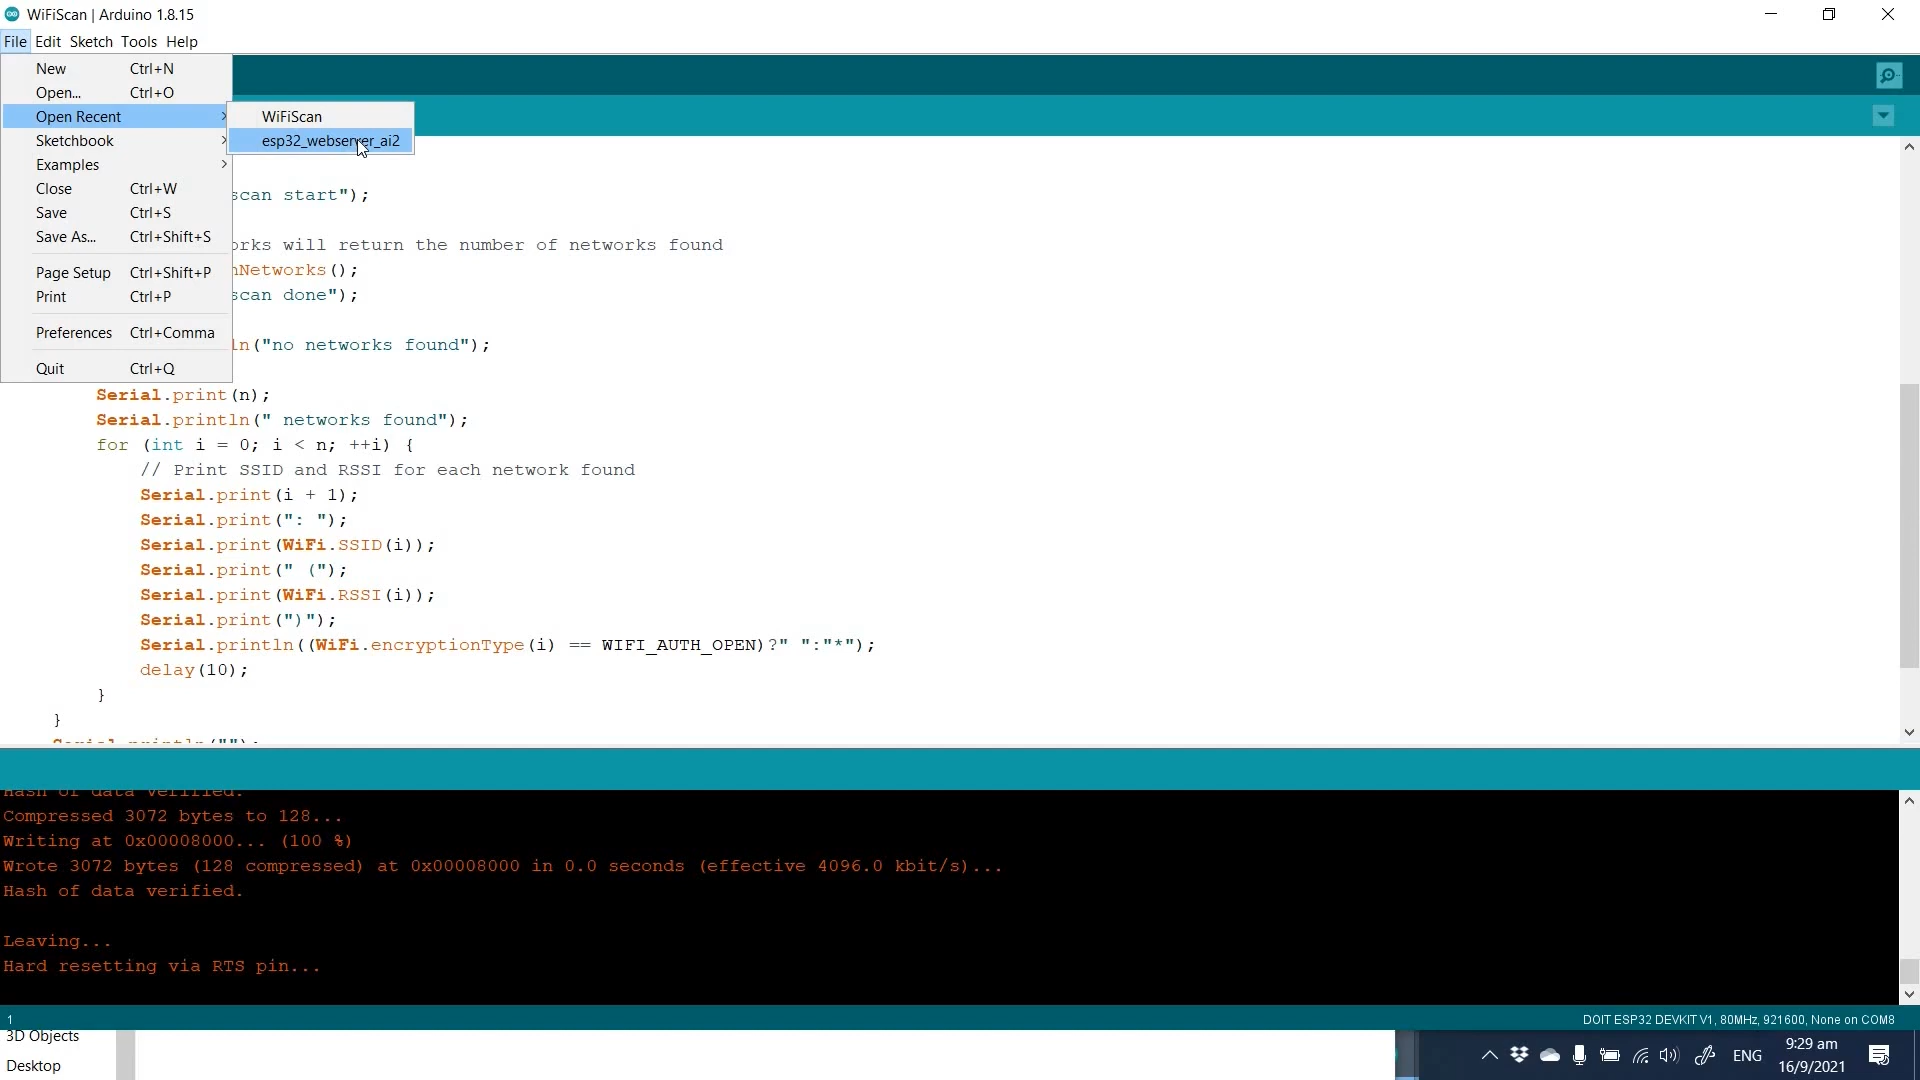 WiFiScan | Arduino 1.8.15
File Edit Sketch Tools Help
New Ctrl+N
Open... Ctrl+O
Open Recent
Sketchbook
Examples
Close Ctrl+W
Save Ctrl+S
Save As... Ctrl+Shift+S
Page Setup Ctrl+Shift+P
Print Ctrl+P
Preferences Ctrl+Comma
Quit Ctrl+Q
WiFiScan
esp32_webserver_ai2
scan start");
orks will return the number of networks found
nNetworks();
scan done");
ln("no networks found");
Serial.print(n);
Serial.println(" networks found");
for (int i = 0; i < n; ++i) {
// Print SSID and RSSI for each network found
Serial.print(i + 1);
Serial.print(": ");
Serial.print(WiFi.SSID(i));
Serial.print(" (");
Serial.print(WiFi.RSSI(i));
Serial.print(")");
Serial.println((WiFi.encryptionType(i) == WIFI_AUTH_OPEN)?" ":"*");
delay(10);
}
}
Serial.println("");
Hash of data verified.
Compressed 3072 bytes to 128...
Writing at 0x00008000... (100 %)
Wrote 3072 bytes (128 compressed) at 0x00008000 in 0.0 seconds (effective 4096.0 kbit/s)...
Hash of data verified.
Leaving...
Hard resetting via RTS pin...
1
DOIT ESP32 DEVKIT V1, 80MHz, 921600, None on COM8
3D Objects
Desktop
ENG
9:29 am
16/9/2021